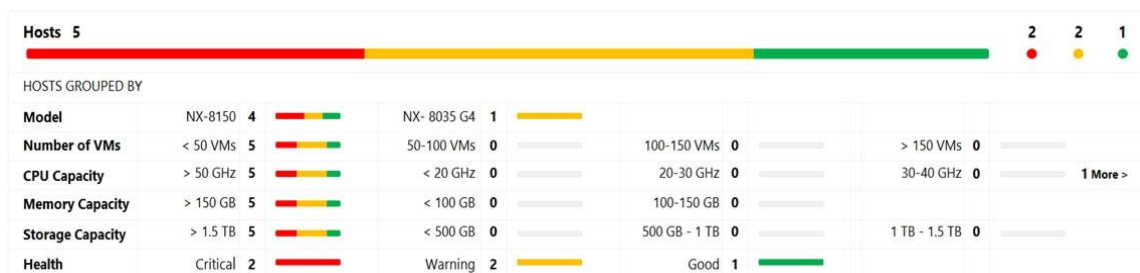 Hosts 5 2 2 1
HOSTS GROUPED BY
Model NX-8150 4 NX- 8035 G4 1
Number of VMs < 50 VMs 5 50-100 VMs 0 100-150 VMs 0 > 150 VMs 0
CPU Capacity > 50 GHz 5 < 20 GHz 0 20-30 GHz 0 30-40 GHz 0 1 More >
Memory Capacity > 150 GB 5 < 100 GB 0 100-150 GB 0
Storage Capacity > 1.5 TB 5 < 500 GB 0 500 GB - 1 TB 0 1 TB - 1.5 TB 0
Health Critical 2 Warning 2 Good 1